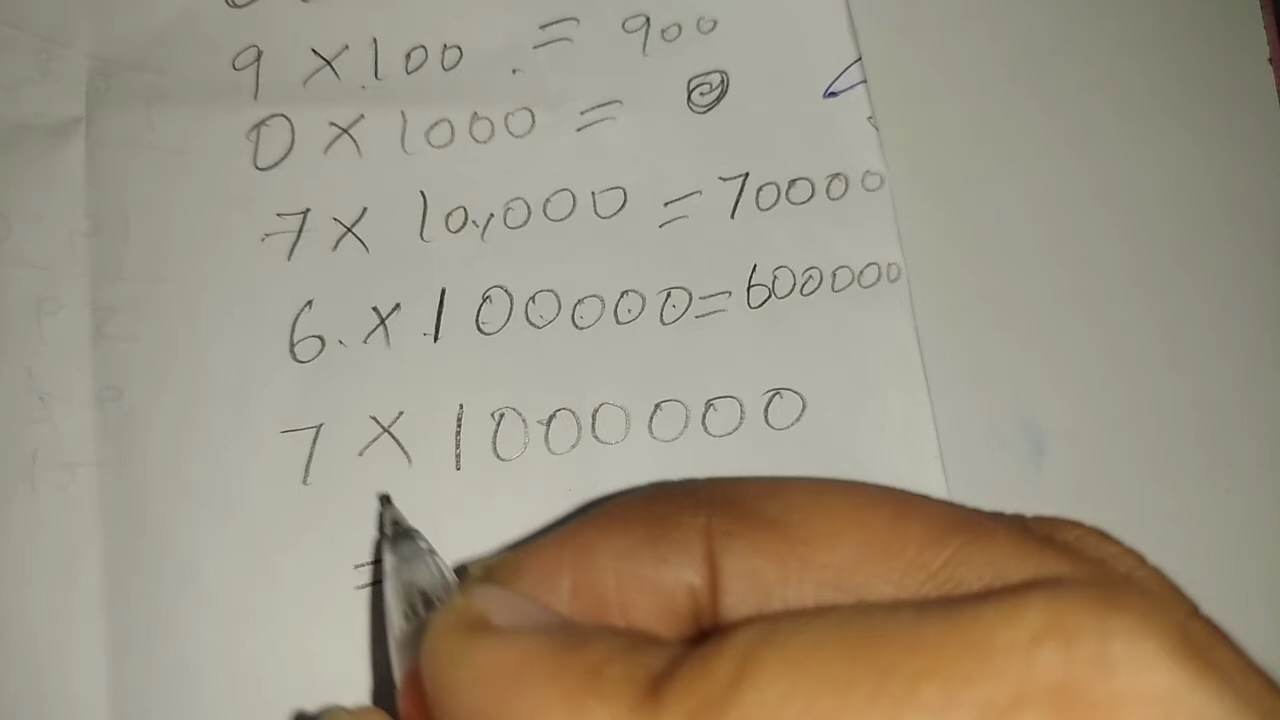 9 × 100 = 900
0 × 1000 = 0
7 × 10,000 = 70000
6 × 100000 = 600000
7 × 1000000
=